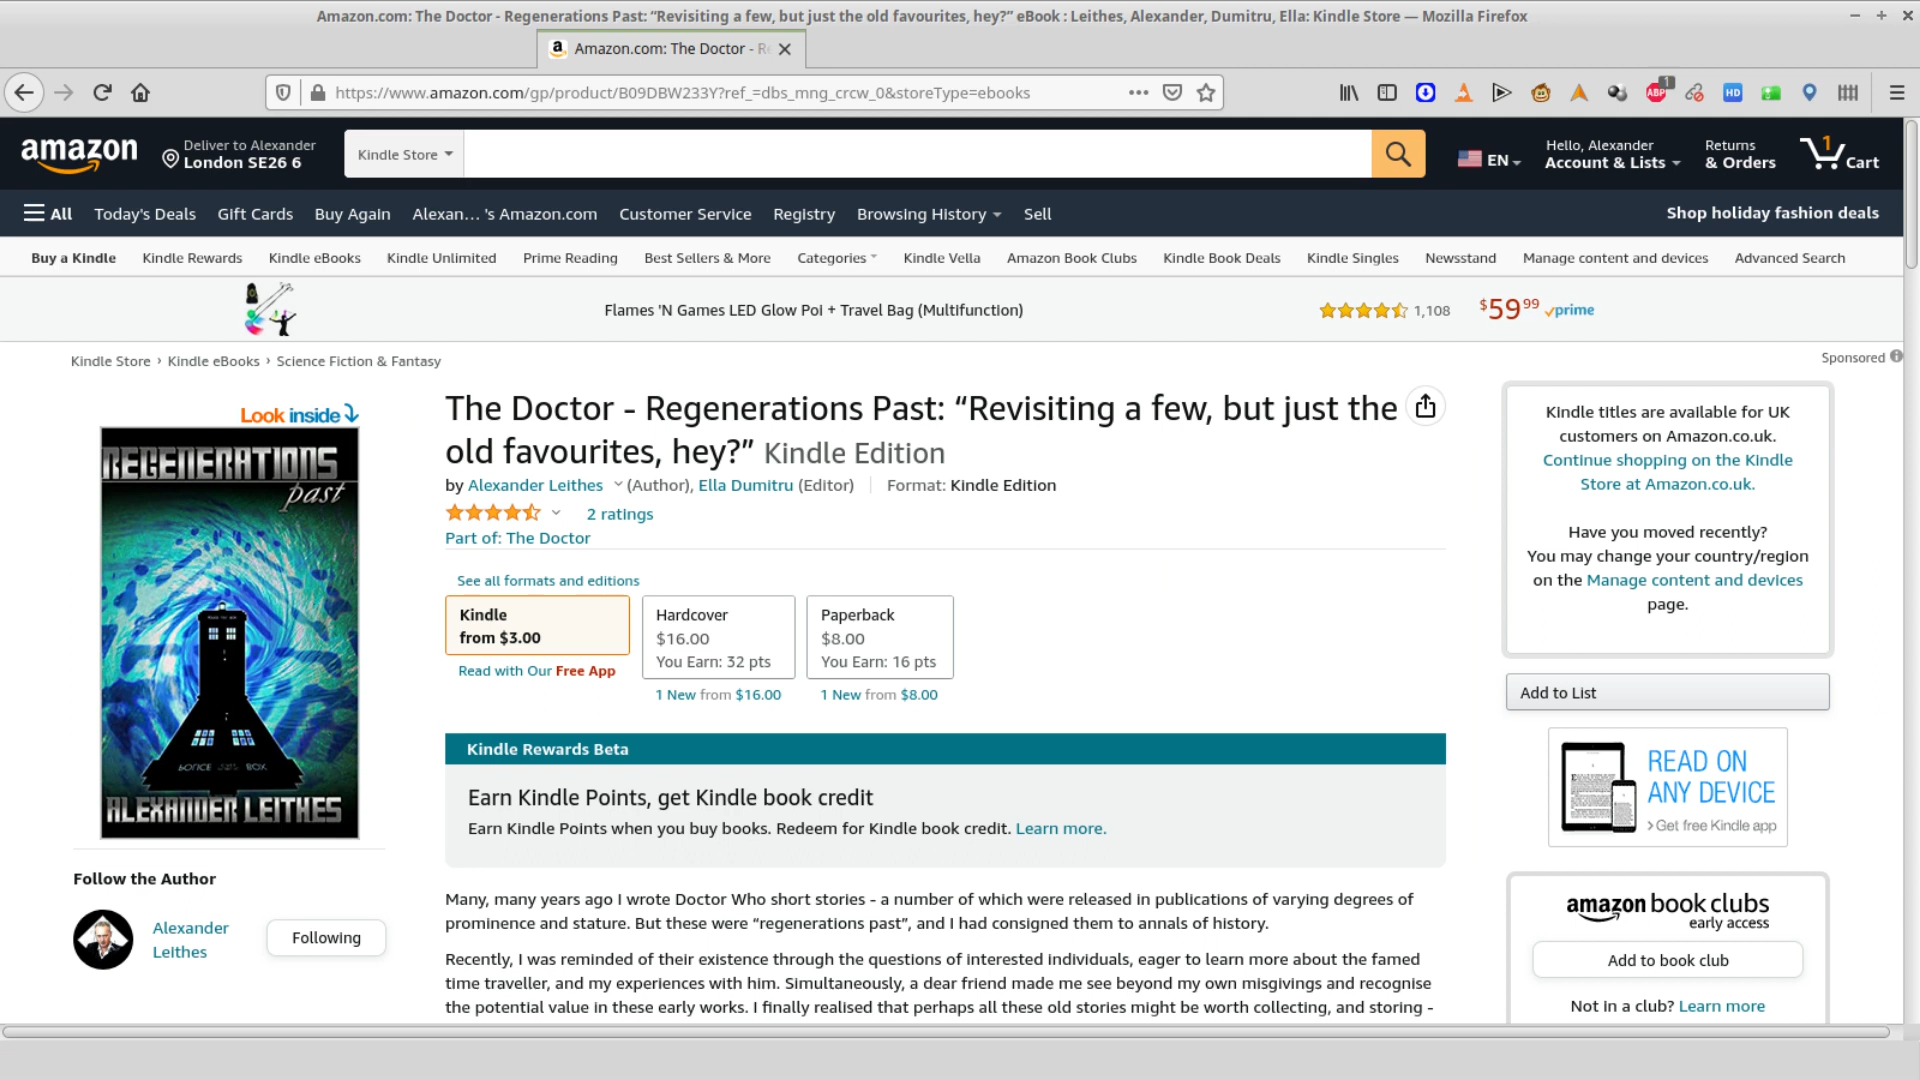 Amazon.com: The Doctor - Regenerations Past: “Revisiting a few, but just the old favourites, hey?” eBook : Leithes, Alexander, Dumitru, Ella: Kindle Store — Mozilla Firefox
Amazon.com: The Doctor - Re
https://www.amazon.com/gp/product/B09DBW233Y?ref_=dbs_mng_crcw_0&storeType=ebooks
1
ABP
HD
amazon
Deliver to Alexander
London SE26 6
Kindle Store
EN
Hello, Alexander
Account & Lists
Returns
& Orders
1
Cart
All Today's Deals Gift Cards Buy Again Alexan... 's Amazon.com Customer Service Registry Browsing History Sell
Shop holiday fashion deals
Buy a Kindle Kindle Rewards Kindle eBooks Kindle Unlimited Prime Reading Best Sellers & More Categories Kindle Vella Amazon Book Clubs Kindle Book Deals Kindle Singles Newsstand Manage content and devices Advanced Search
Flames 'N Games LED Glow Poi + Travel Bag (Multifunction) 1,108 $59 99 prime
Kindle Store › Kindle eBooks › Science Fiction & Fantasy
Sponsored
Look inside
REGENERATIONS
past
POLICE BOX
ALEXANDER LEITHES
Follow the Author
Alexander
Leithes
Following
The Doctor - Regenerations Past: “Revisiting a few, but just the
old favourites, hey?” Kindle Edition
by Alexander Leithes (Author), Ella Dumitru (Editor) Format: Kindle Edition
2 ratings
Part of: The Doctor
See all formats and editions
Kindle
from $3.00
Read with Our Free App
Hardcover
$16.00
You Earn: 32 pts
1 New from $16.00
Paperback
$8.00
You Earn: 16 pts
1 New from $8.00
Kindle Rewards Beta
Earn Kindle Points, get Kindle book credit
Earn Kindle Points when you buy books. Redeem for Kindle book credit. Learn more.
Many, many years ago I wrote Doctor Who short stories - a number of which were released in publications of varying degrees of
prominence and stature. But these were “regenerations past”, and I had consigned them to annals of history.
Recently, I was reminded of their existence through the questions of interested individuals, eager to learn more about the famed
time traveller, and my experiences with him. Simultaneously, a dear friend made me see beyond my own misgivings and recognise
the potential value in these early works. I finally realised that perhaps all these old stories might be worth collecting, and storing -
Kindle titles are available for UK
customers on Amazon.co.uk.
Continue shopping on the Kindle
Store at Amazon.co.uk.
Have you moved recently?
You may change your country/region
on the Manage content and devices
page.
Add to List
READ ON
ANY DEVICE
›Get free Kindle app
amazon book clubs
early access
Add to book club
Not in a club? Learn more